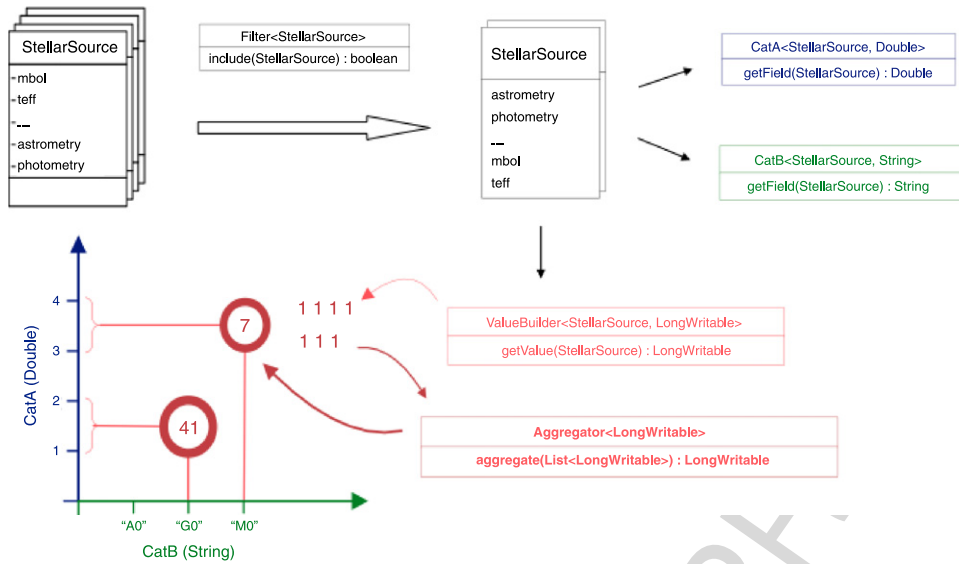 StellarSource
-mbol
-teff
-...
-astrometry
-photometry
Filter<StellarSource>
include(StellarSource) : boolean
StellarSource
astrometry
photometry
...
mbol
teff
CatA<StellarSource, Double>
getField(StellarSource) : Double
CatB<StellarSource, String>
getField(StellarSource) : String
CatA (Double)
4
3
2
1
7
41
1 1 1 1
1 1 1
ValueBuilder<StellarSource, LongWritable>
getValue(StellarSource) : LongWritable
Aggregator<LongWritable>
aggregate(List<LongWritable>) : LongWritable
“A0” “G0” “M0”
CatB (String)